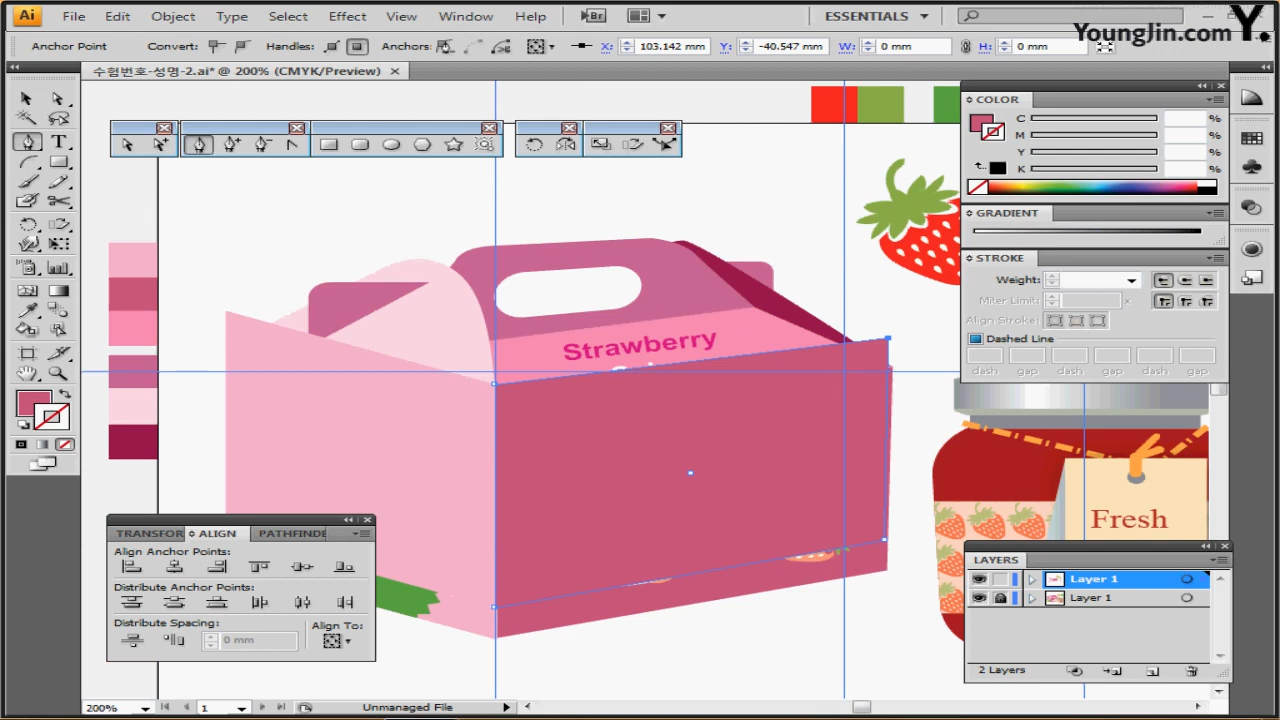 Ai File Edit Object Type Select Effect View Window Help Br ESSENTIALS
YoungJin.com Y.
Anchor Point Convert: Handles: Anchors: X: 103.142 mm Y: -40.547 mm W: 0 mm H: 0 mm
수험번호-성명-2.ai* @ 200% (CMYK/Preview)
COLOR
C %
M %
Y %
K %
GRADIENT
STROKE
Weight:
Miter Limit: x
Align Stroke:
Dashed Line
dash gap dash gap dash gap
Strawberry
Fresh
TRANSFOR ALIGN PATHFINDE
Align Anchor Points:
Distribute Anchor Points:
Distribute Spacing: Align To:
0 mm
LAYERS
Layer 1
Layer 1
2 Layers
200% 1 Unmanaged File